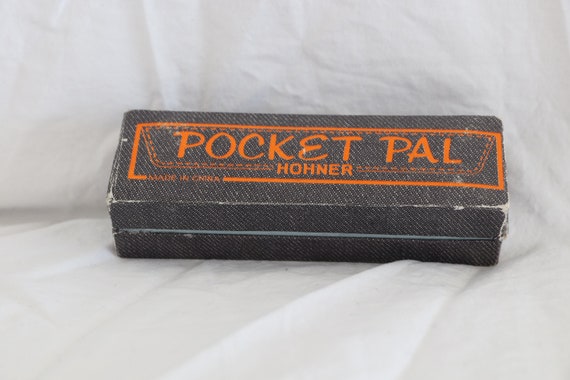 POCKET PAL
HOHNER
MADE IN CHINA